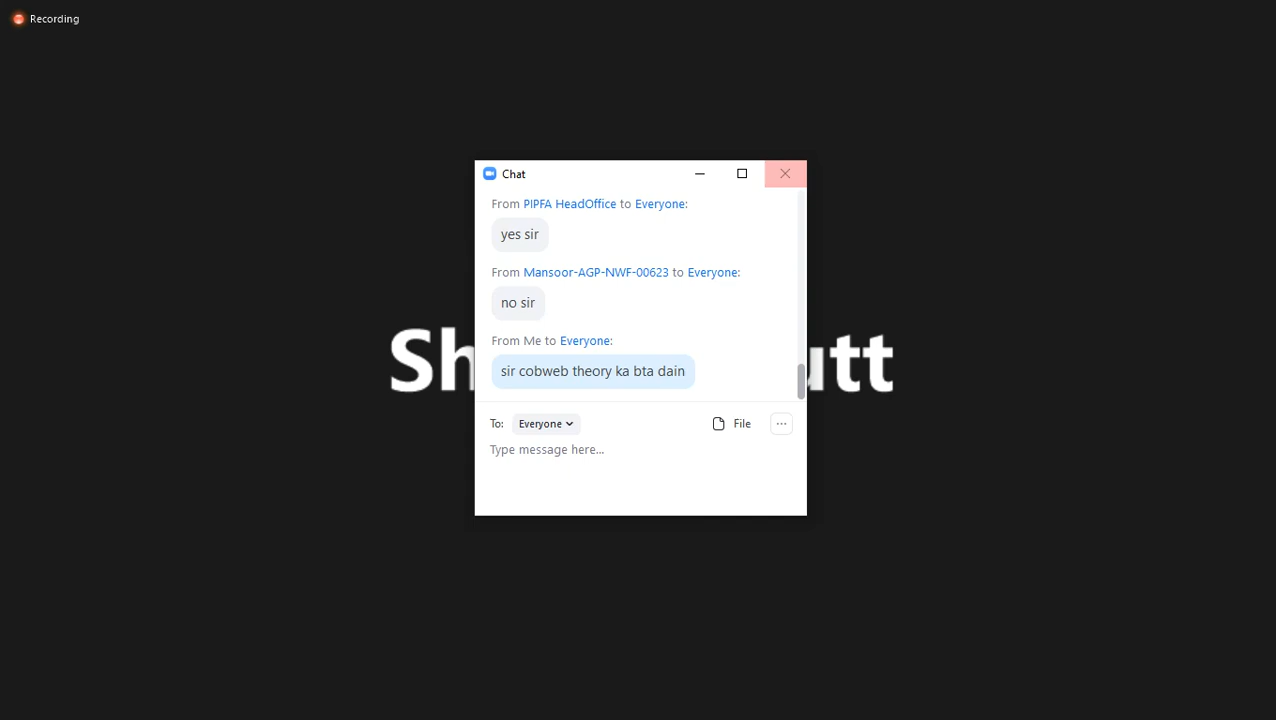 Recording
Chat
From PIPFA HeadOffice to Everyone:
yes sir
From Mansoor-AGP-NWF-00623 to Everyone:
no sir
From Me to Everyone:
sir cobweb theory ka bta dain
To: Everyone File
Type message here...